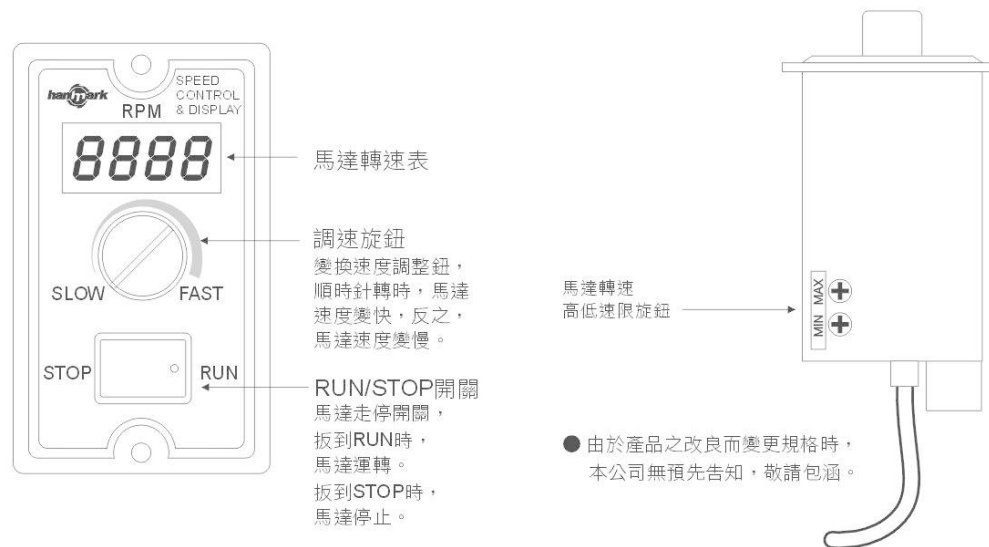 hanmark
SPEED
CONTROL
& DISPLAY
RPM
8888
馬達轉速表
SLOW
FAST
調速旋鈕
變換速度調整鈕，
順時針轉時，馬達
速度變快，反之，
馬達速度變慢。
STOP
RUN
RUN/STOP開關
馬達走停開關，
扳到RUN時，
馬達運轉。
扳到STOP時，
馬達停止。
馬達轉速
高低速限旋鈕
MAX
MIN
●由於產品之改良而變更規格時，
本公司無預先告知，敬請包涵。